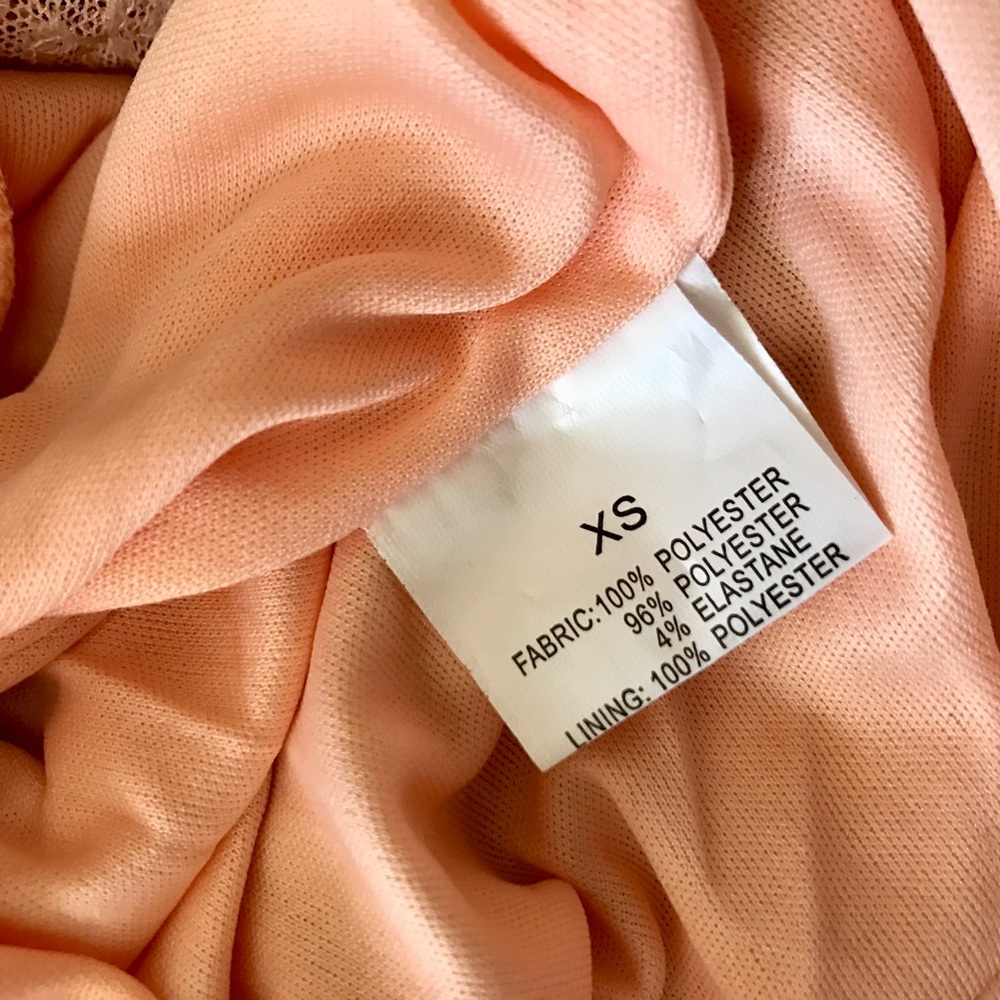 XS
FABRIC:100% POLYESTER
96% POLYESTER
4% ELASTANE
LINING: 100% POLYESTER